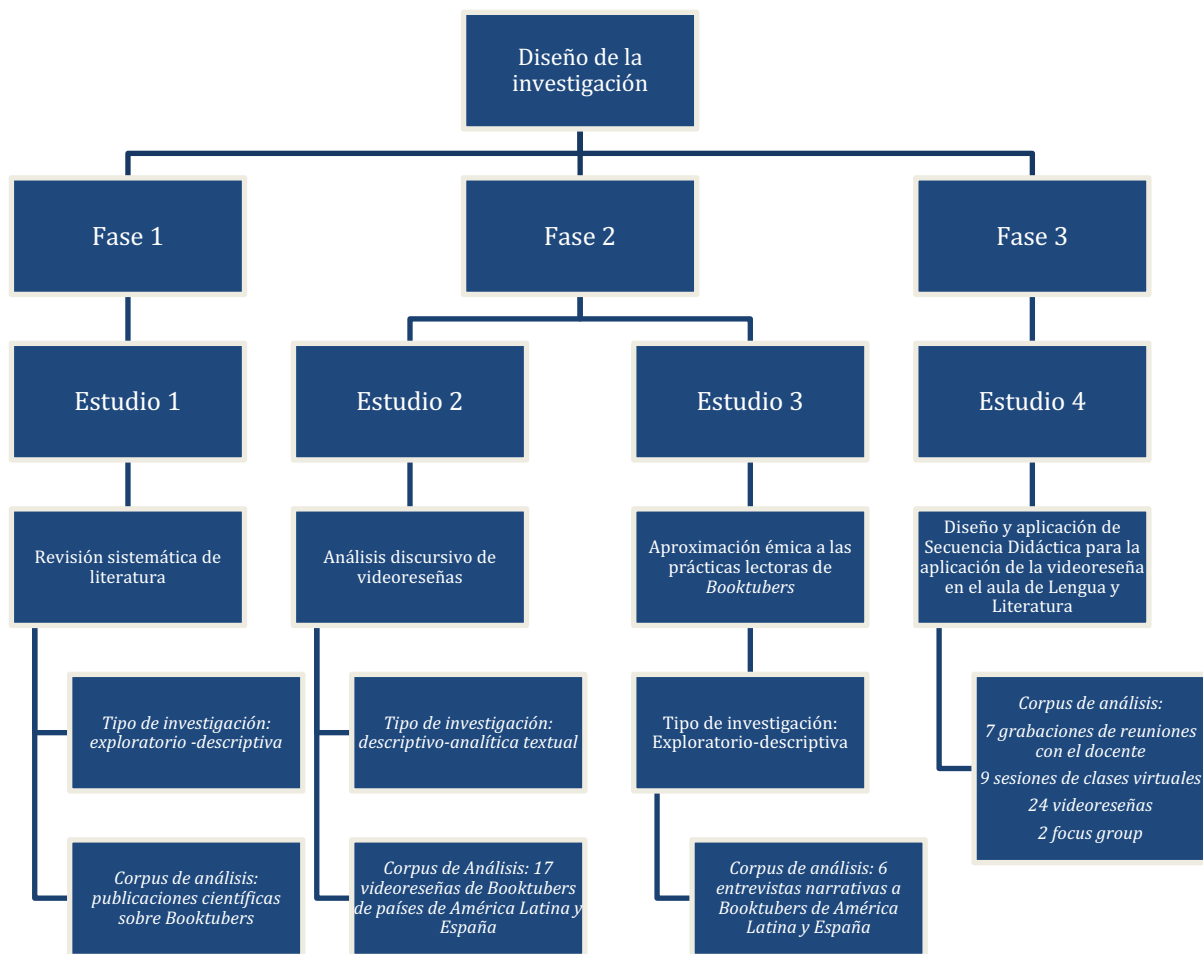 Diseño de la
investigación
Fase 1
Fase 2
Fase 3
Estudio 1
Estudio 2
Estudio 3
Estudio 4
Revisión sistemática de
literatura
Análisis discursivo de
videoreseñas
Aproximación émica a las
prácticas lectoras de
Booktubers
Diseño y aplicación de
Secuencia Didáctica para la
aplicación de la videoreseña
en el aula de Lengua y
Literatura
Tipo de investigación:
exploratorio -descriptiva
Tipo de investigación:
descriptivo-analítica textual
Tipo de investigación:
Exploratorio-descriptiva
Corpus de análisis:
7 grabaciones de reuniones
con el docente
9 sesiones de clases virtuales
24 videoreseñas
2 focus group
Corpus de análisis:
publicaciones científicas
sobre Booktubers
Corpus de Análisis: 17
videoreseñas de Booktubers
de países de América Latina y
España
Corpus de análisis: 6
entrevistas narrativas a
Booktubers de América
Latina y España